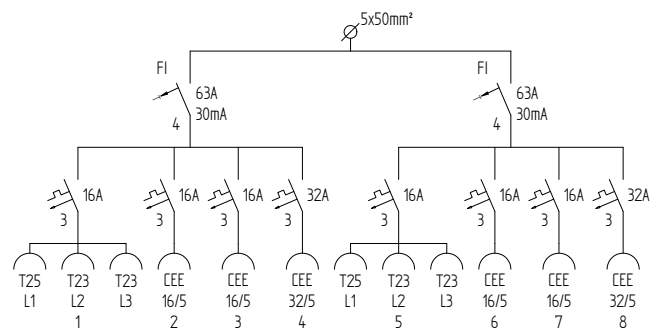 5x50mm²
FI
63A
30mA
4
FI
63A
30mA
4
16A
3
16A
3
16A
3
32A
3
16A
3
16A
3
16A
3
32A
3
T25
L1
T23
L2
1
T23
L3
CEE
16/5
2
CEE
16/5
3
CEE
32/5
4
T25
L1
T23
L2
5
T23
L3
CEE
16/5
6
CEE
16/5
7
CEE
32/5
8